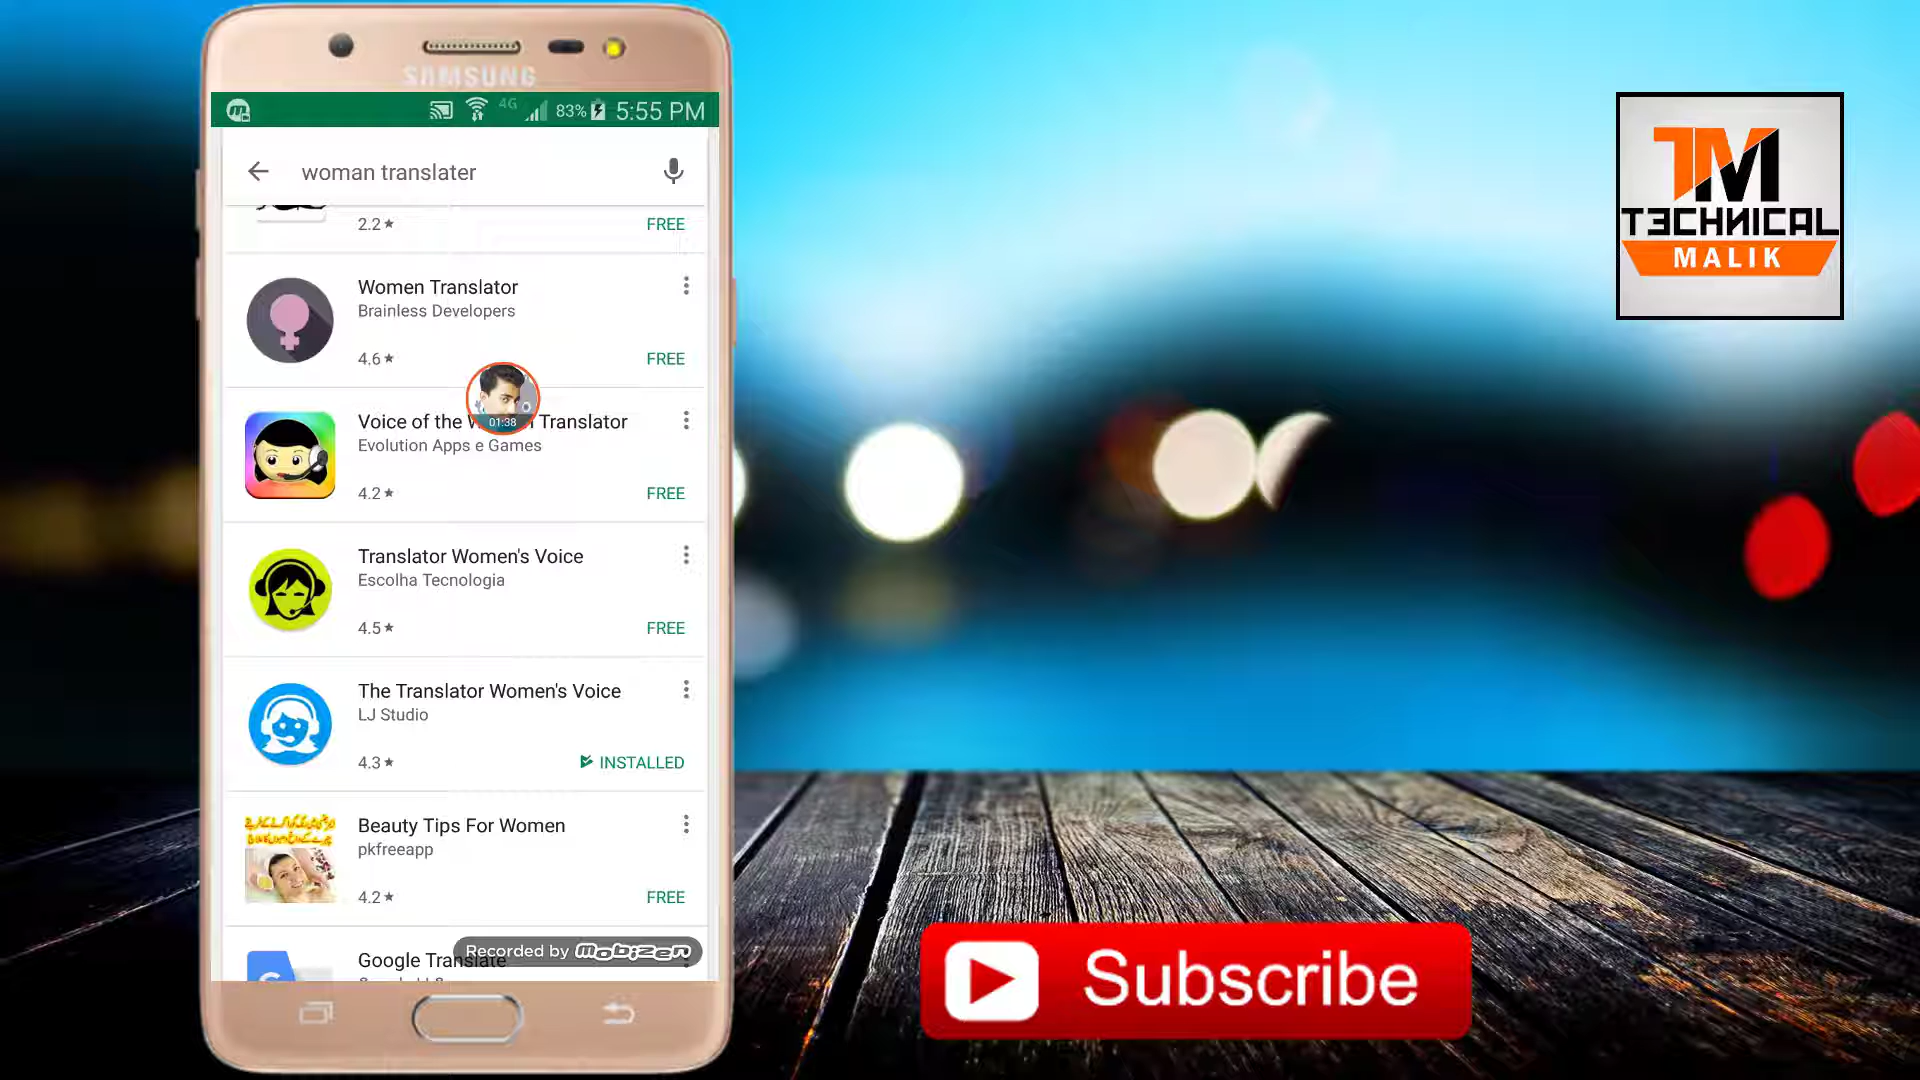 SAMSUNG
4G 83% 5:55 PM
woman translater
2.2★ FREE
Women Translator
Brainless Developers
4.6★ FREE
01:38
Voice of the Translator
Evolution Apps e Games
4.2★ FREE
Translator Women's Voice
Escolha Tecnologia
4.5★ FREE
The Translator Women's Voice
LJ Studio
4.3★ INSTALLED
Beauty Tips For Women
pkfreeapp
4.2★ FREE
Google Translate
Recorded by mobizen
TM
TECHNICAL
MALIK
Subscribe